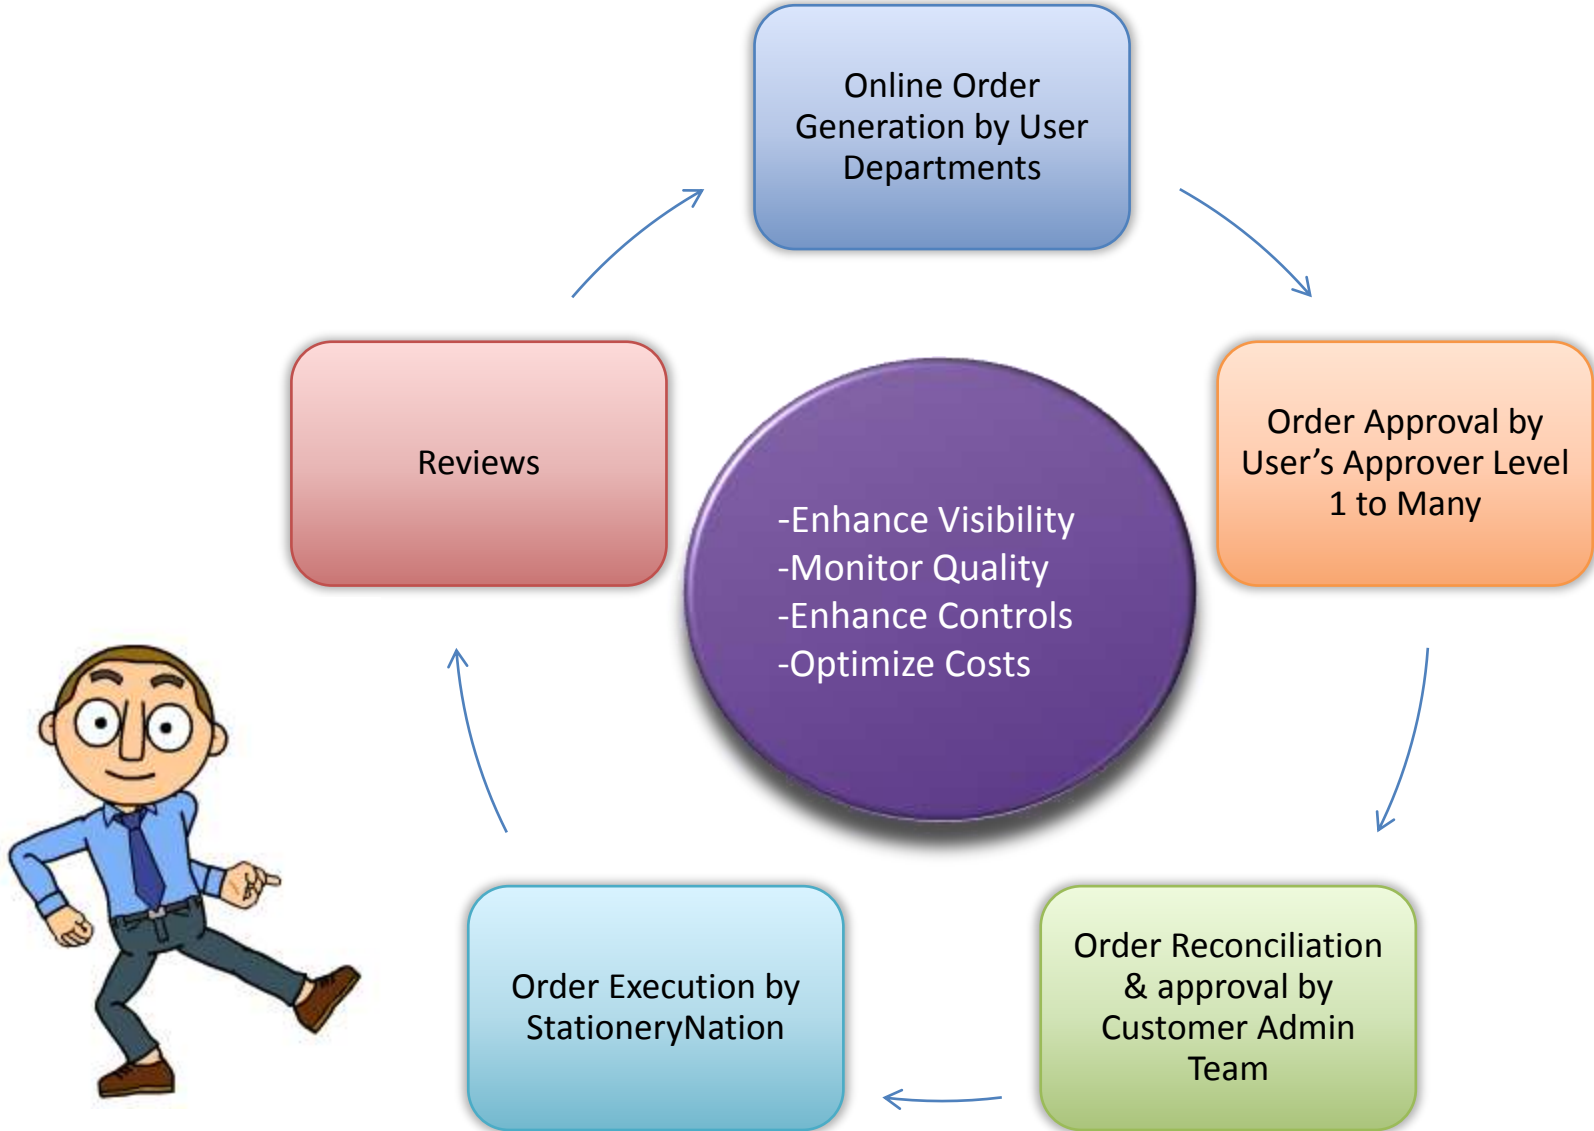 Online Order
Generation by User
Departments
Order Approval by
User’s Approver Level
1 to Many
Order Reconciliation
& approval by
Customer Admin
Team
Order Execution by
StationeryNation
Reviews
-Enhance Visibility
-Monitor Quality
-Enhance Controls
-Optimize Costs